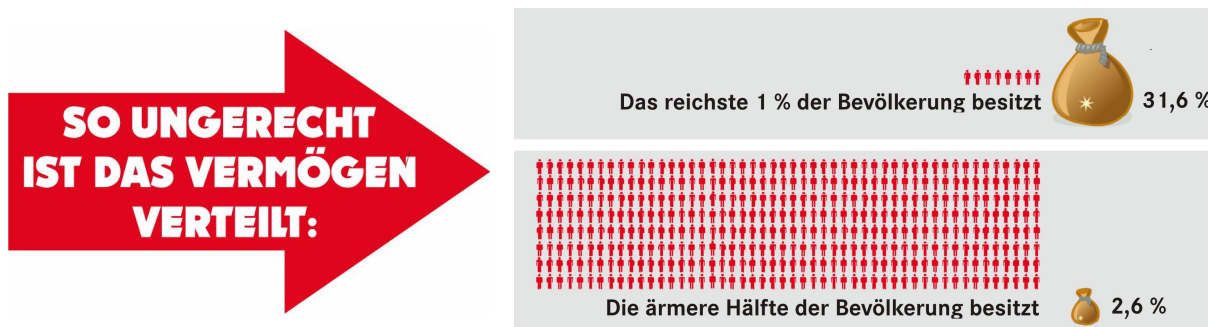 SO UNGERECHT
IST DAS VERMÖGEN
VERTEILT:
Das reichste 1 % der Bevölkerung besitzt
31,6 %
Die ärmere Hälfte der Bevölkerung besitzt
2,6 %